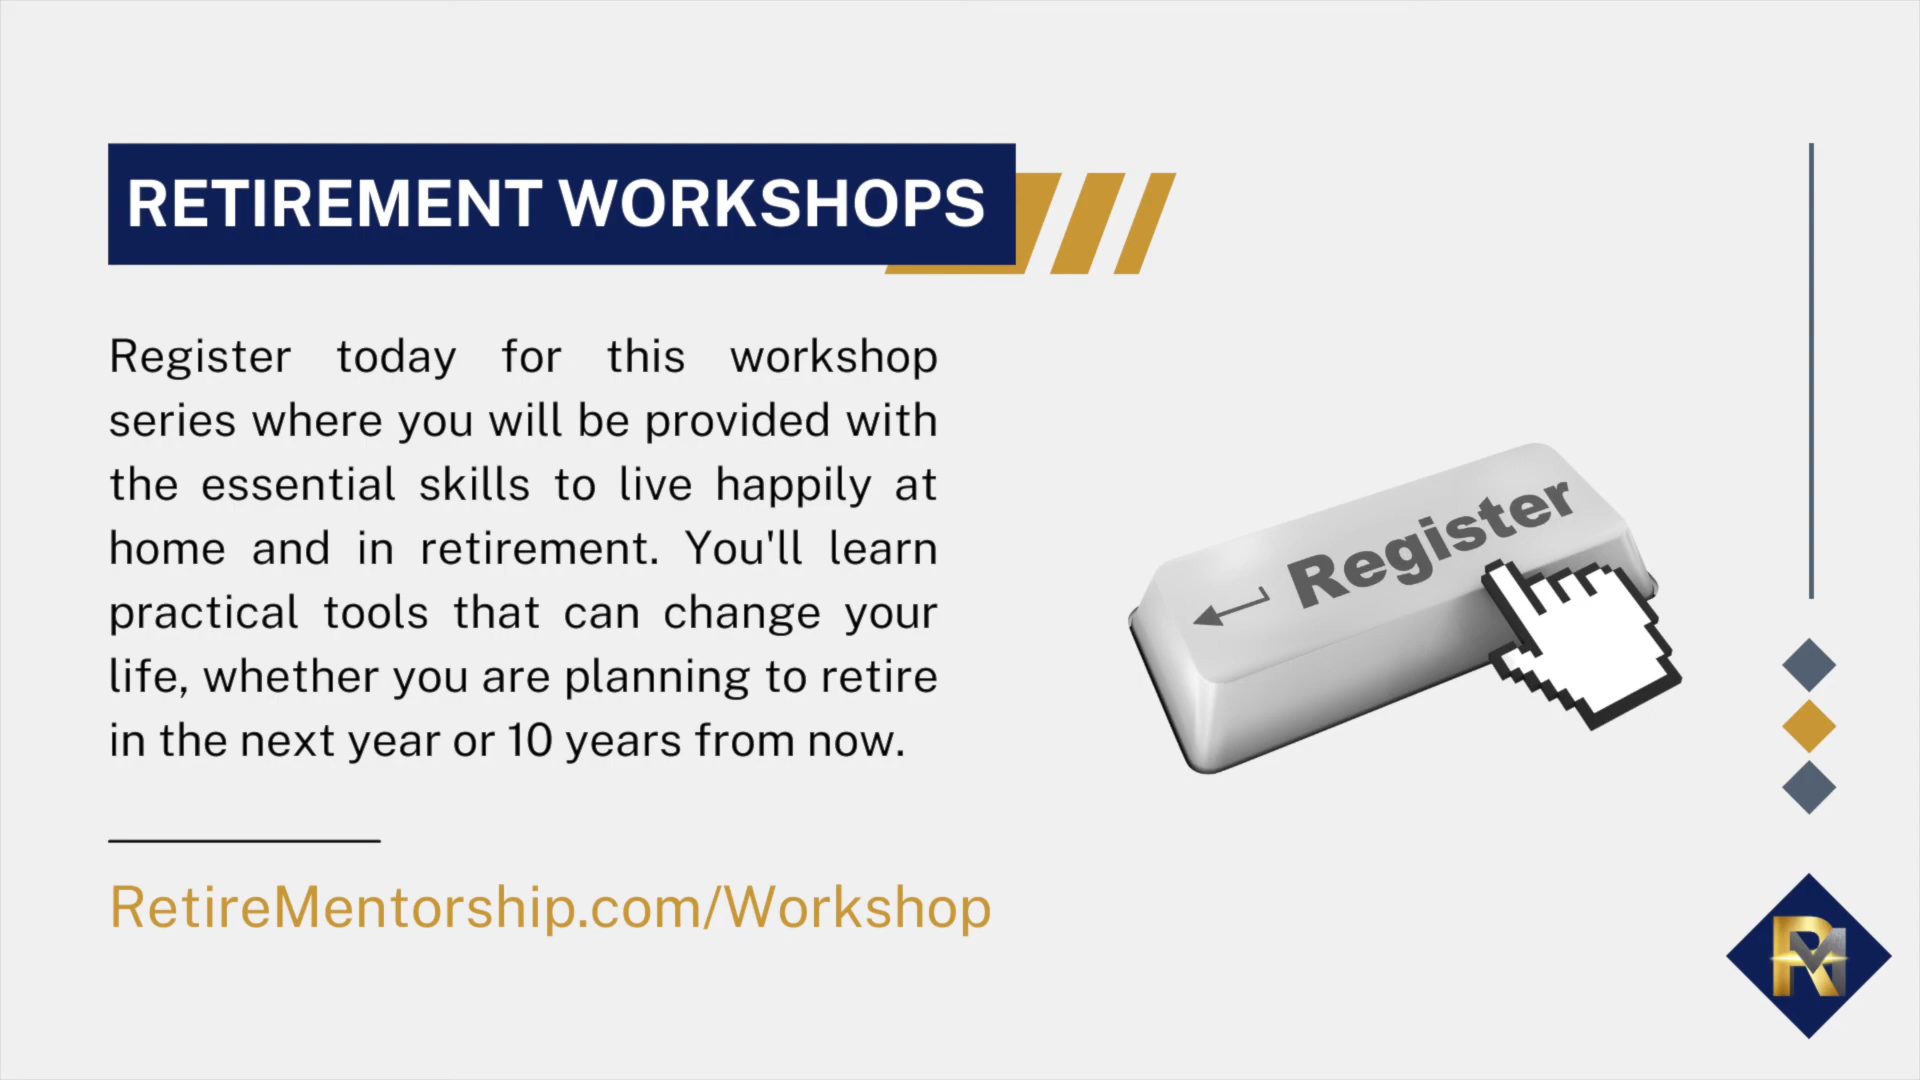 RETIREMENT WORKSHOPS
Register today for this workshop
series where you will be provided with
the essential skills to live happily at
home and in retirement. You'll learn
practical tools that can change your
life, whether you are planning to retire
in the next year or 10 years from now.
Register
RetireMentorship.com/Workshop
RM